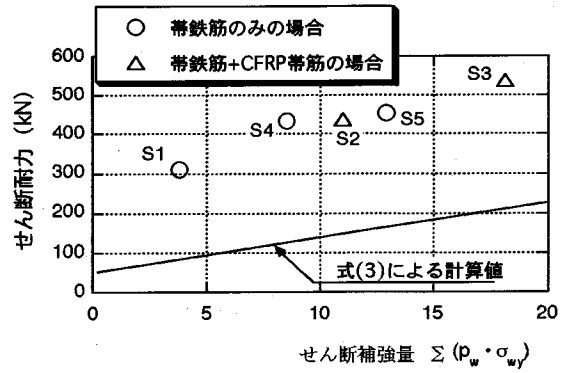 ○ 帯鉄筋のみの場合
△ 帯鉄筋+CFRP帯筋の場合
せん断耐力 (kN)
600
500
400
300
200
100
0
S1
S4
S2
S5
S3
式(3)による計算値
0 5 10 15 20
せん断補強量 Σ (p_w・σ_wy)